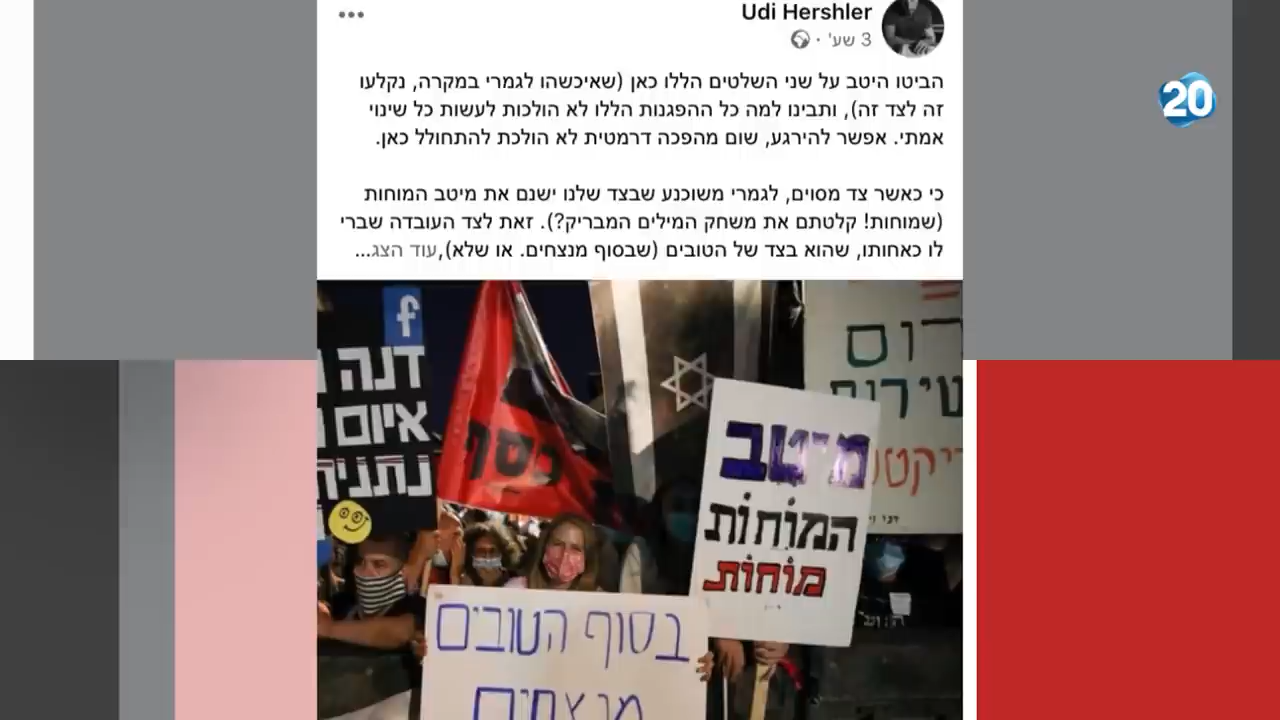 Udi Hershler
3 שע'
20
הביטו היטב על שני השלטים הללו כאן (שאיכשהו לגמרי במקרה, נקלעו
זה לצד זה), ותבינו למה כל ההפגנות הללו לא הולכות לעשות כל שינוי
אמתי. אפשר להירגע, שום מהפכה דרמטית לא הולכת להתחולל כאן.
כי כאשר צד מסוים, לגמרי משוכנע שבצד שלנו ישנם את מיטב המוחות
(שמוחות! קלטתם את משחק המילים המבריק?). זאת לצד העובדה שברי
לו כאחותו, שהוא בצד של הטובים (שבסוף מנצחים. או שלא),עוד הצג...
f
דנה
איום
כסף
מיטב
המוחות
מוחות.
בסוף הטובים
מנצחים